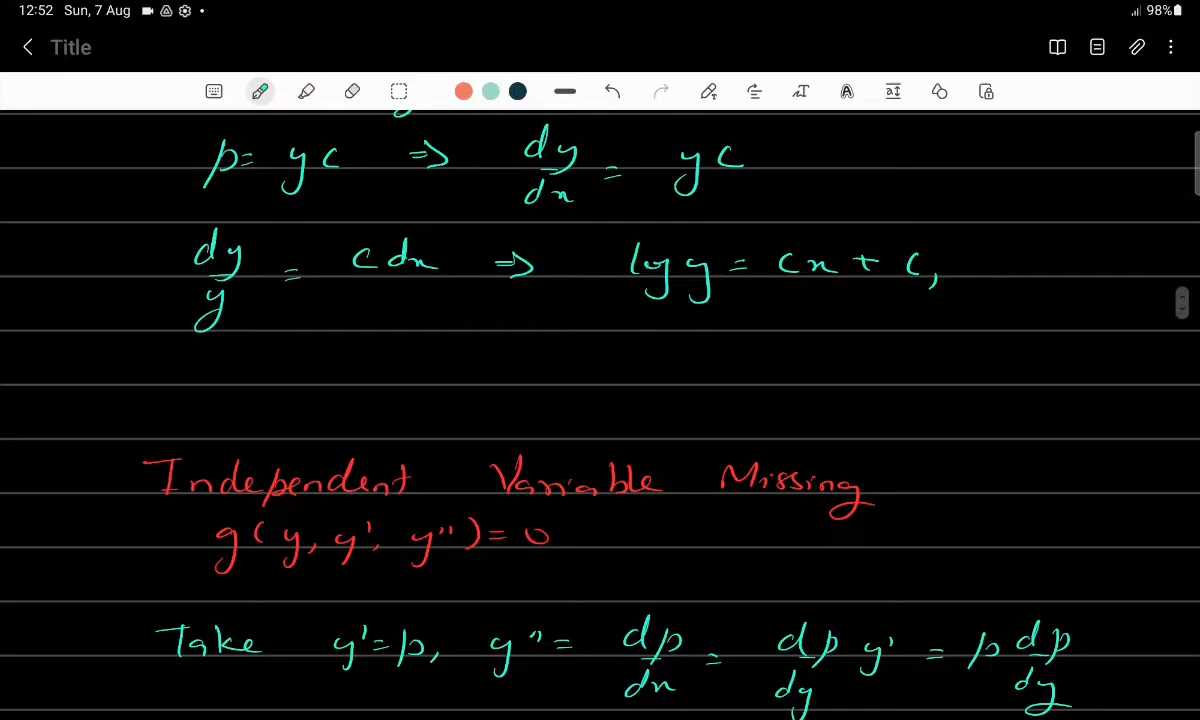 12:52 Sun, 7 Aug 98%
Title
p = yc ⇒ dy/dx = yc
dy/y = c dx ⇒ log y = cx + c,
Independent Variable Missing
g(y, y', y'') = 0
Take y' = p, y'' = dp/dx = dp/dy y' = p dp/dy